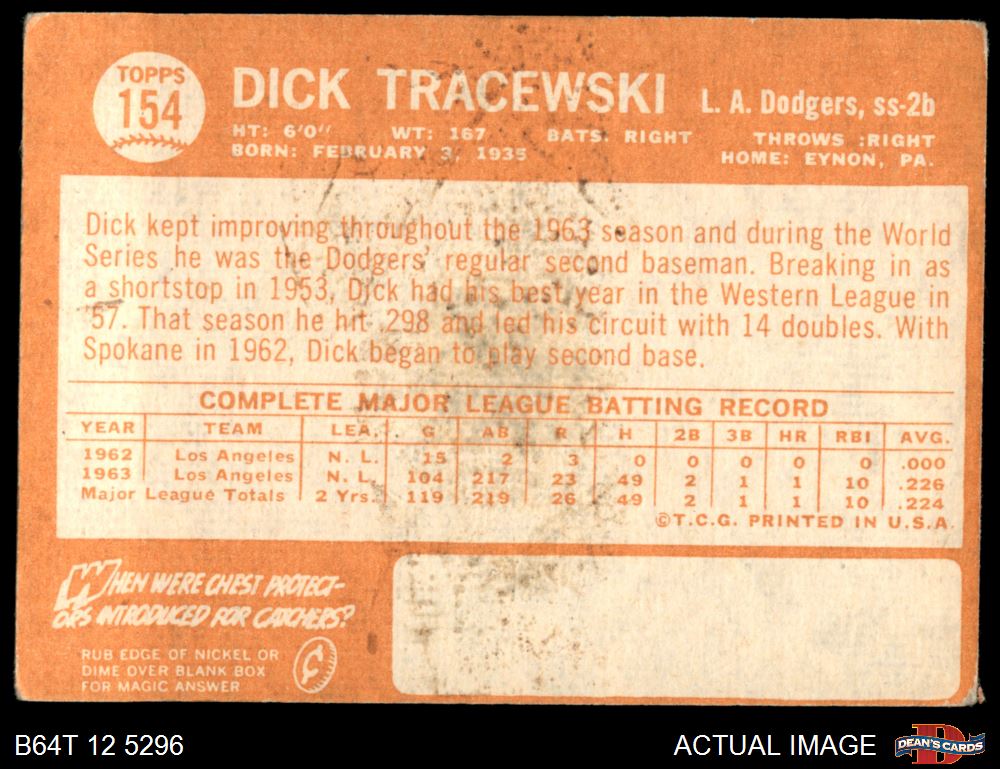 TOPPS
154
DICK TRACEWSKI
L. A. Dodgers, ss-2b
HT: 6'0" WT: 167 BATS: RIGHT THROWS :RIGHT
BORN: FEBRUARY 3, 1935 HOME: EYNON, PA.
Dick kept improving throughout the 1963 season and during the World
Series he was the Dodgers' regular second baseman. Breaking in as
a shortstop in 1953, Dick had his best year in the Western League in
'57. That season he hit .298 and led his circuit with 14 doubles. With
Spokane in 1962, Dick began to play second base.
COMPLETE MAJOR LEAGUE BATTING RECORD
YEAR TEAM LEA. G AB R H 2B 3B HR RBI AVG.
1962 Los Angeles N. L. 15 2 3 0 0 0 0 0 .000
1963 Los Angeles N. L. 104 217 23 49 2 1 1 10 .226
Major League Totals 2 Yrs. 119 219 26 49 2 1 1 10 .224
©T.C.G. PRINTED IN U.S.A.
WHEN WERE CHEST PROTECT-
ORS INTRODUCED FOR CATCHERS?
RUB EDGE OF NICKEL OR
DIME OVER BLANK BOX
FOR MAGIC ANSWER
B64T 12 5296
ACTUAL IMAGE
DEAN'S CARDS